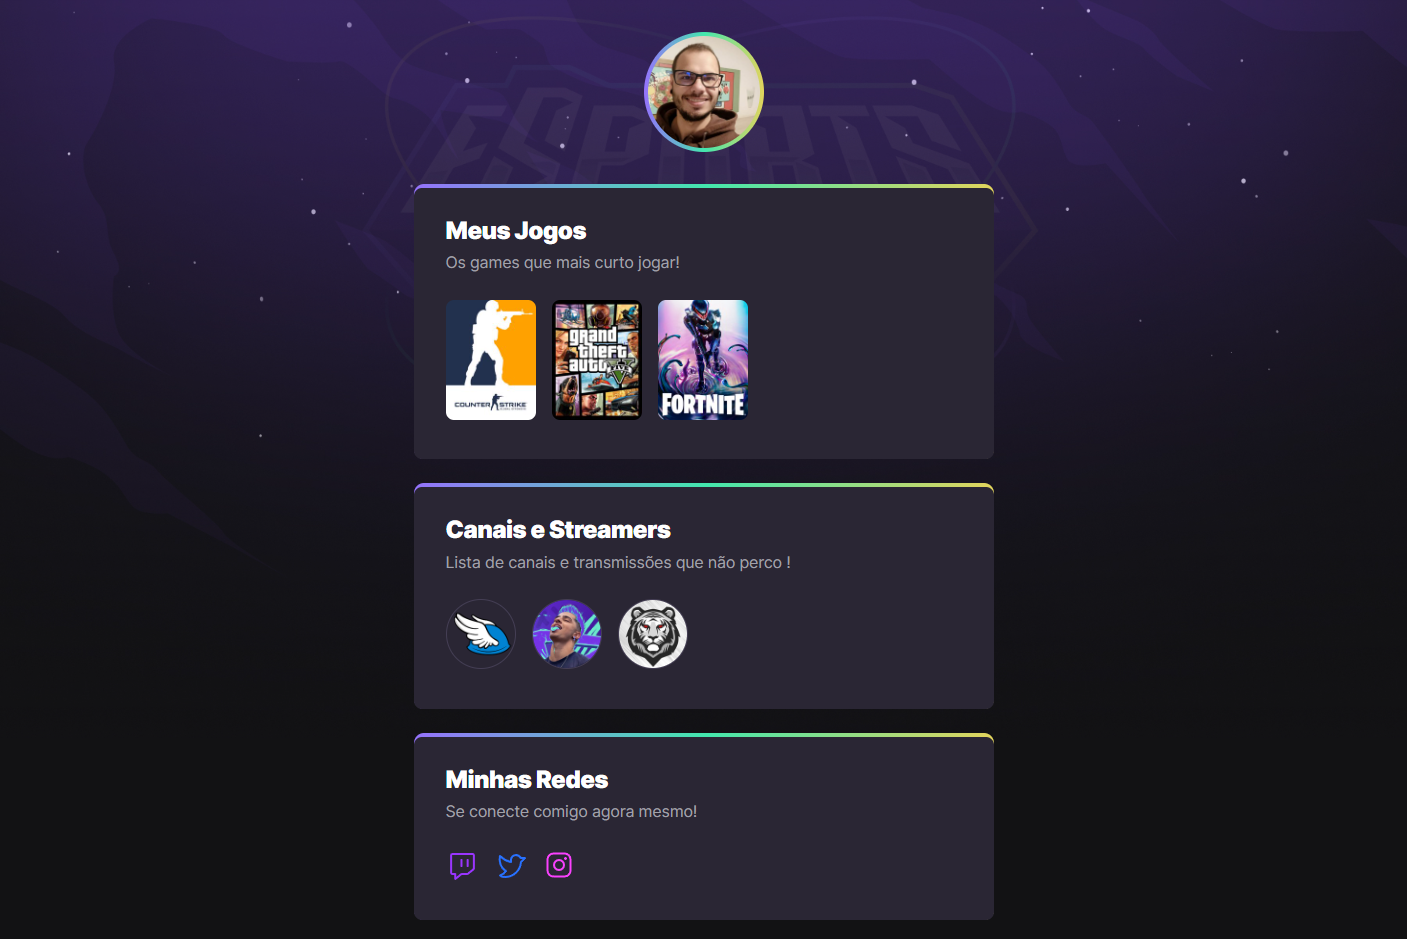 ESPORTS
Meus Jogos
Os games que mais curto jogar!
COUNTER STRIKE
grand
theft
auto
V
FIVE
FORTNITE
Canais e Streamers
Lista de canais e transmissões que não perco !
Minhas Redes
Se conecte comigo agora mesmo!